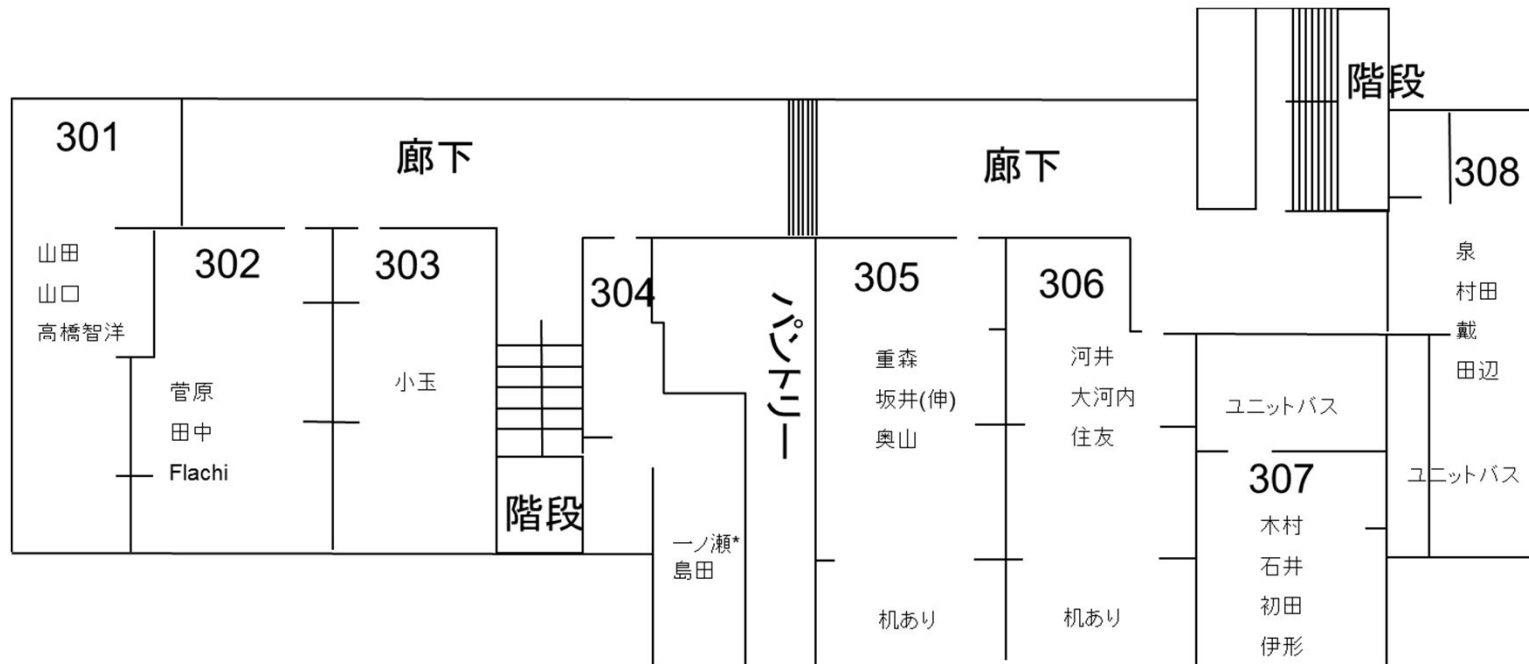 301
山田
山口
高橋智洋
廊下
302
菅原
田中
Flachi
303
小玉
階段
304
一ノ瀬*
島田
パントリー
廊下
305
重森
坂井(伸)
奥山
机あり
306
河井
大河内
住友
机あり
階段
ユニットバス
307
木村
石井
初田
伊形
308
泉
村田
戴
田辺
ユニットバス